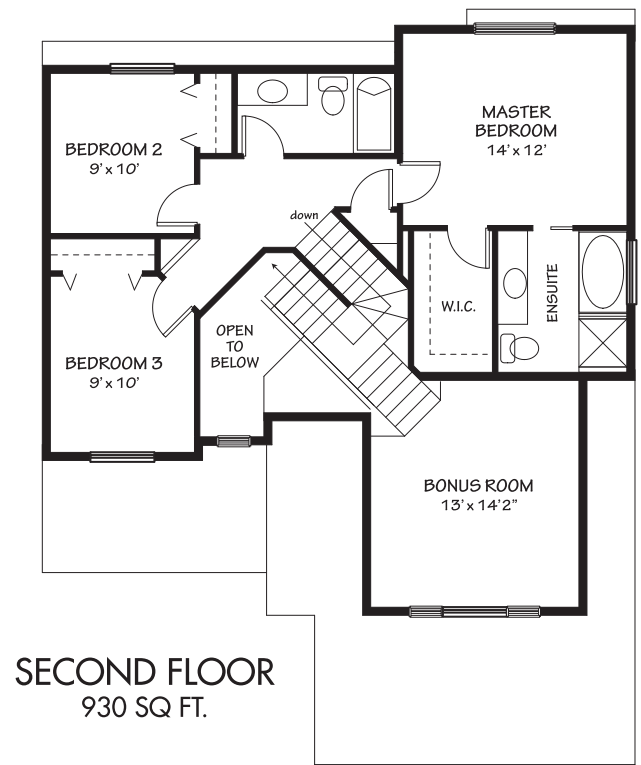 MASTER
BEDROOM
14' x 12'
BEDROOM 2
9' x 10'
down
W.I.C.
ENSUITE
OPEN
TO
BELOW
BEDROOM 3
9' x 10'
BONUS ROOM
13' x 14'2"
SECOND FLOOR
930 SQ FT.